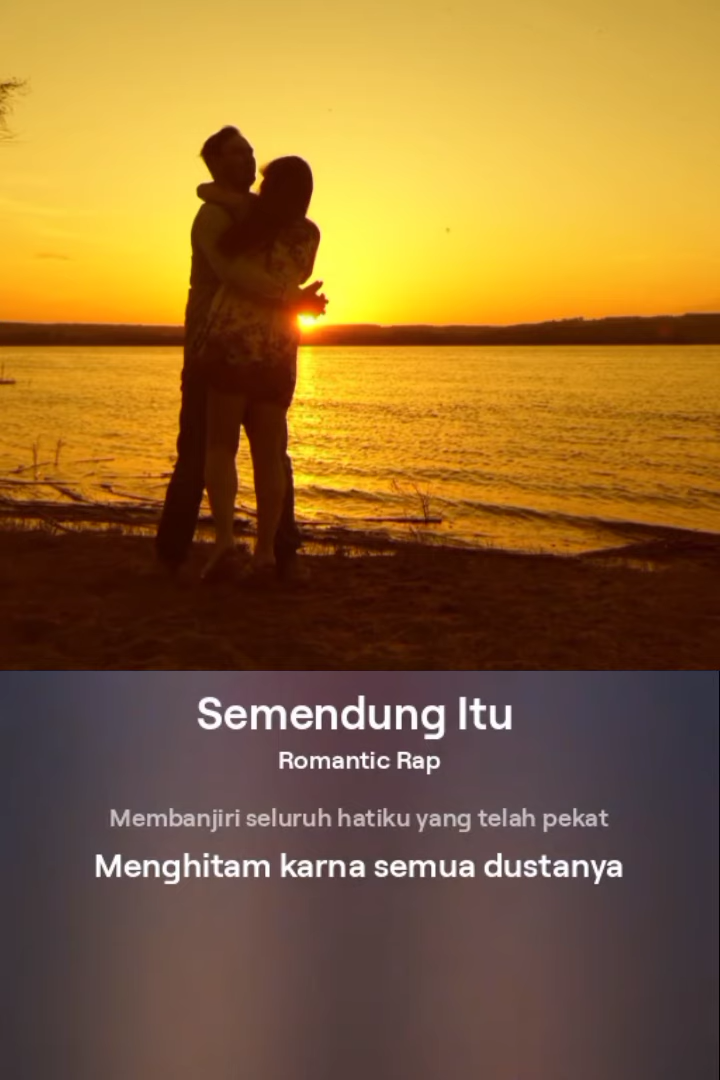 Semendung Itu
Romantic Rap
Membanjiri seluruh hatiku yang telah pekat
Menghitam karna semua dustanya